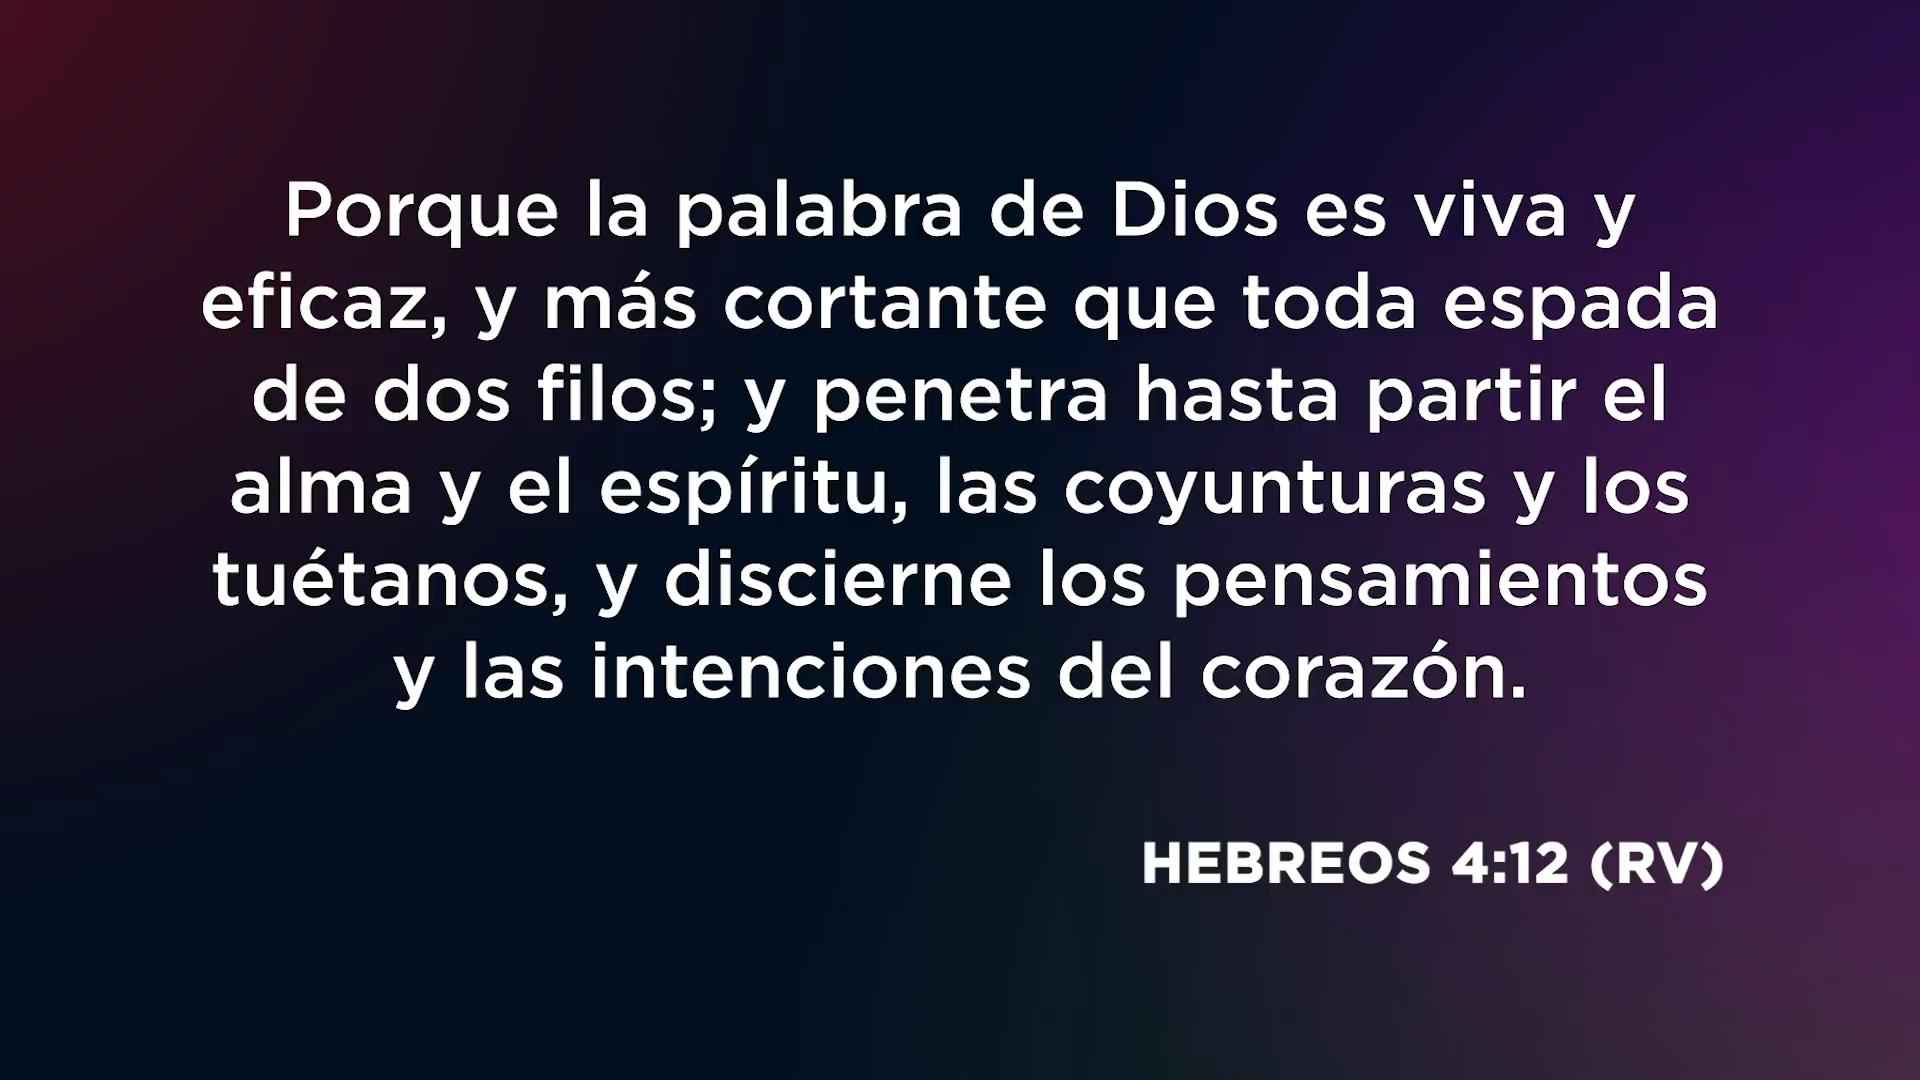 Porque la palabra de Dios es viva y
eficaz, y más cortante que toda espada
de dos filos; y penetra hasta partir el
alma y el espíritu, las coyunturas y los
tuétanos, y discierne los pensamientos
y las intenciones del corazón.
HEBREOS 4:12 (RV)